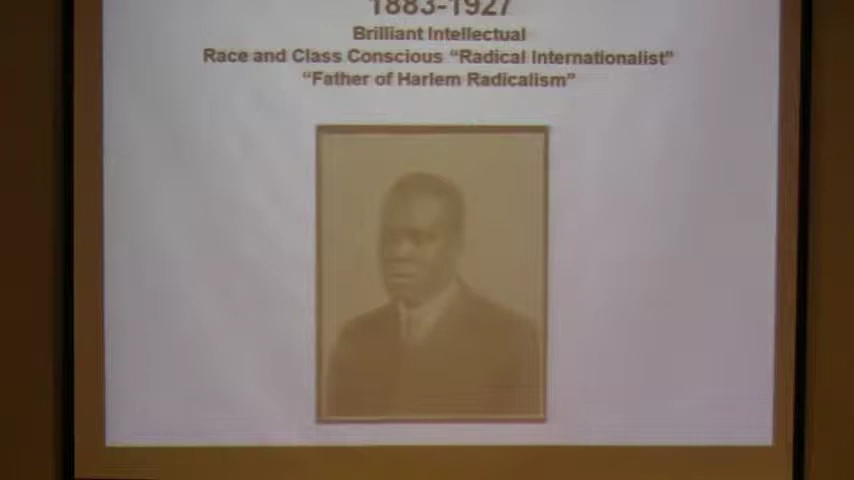 1883-1927
Brilliant Intellectual
Race and Class Conscious “Radical Internationalist”
“Father of Harlem Radicalism”